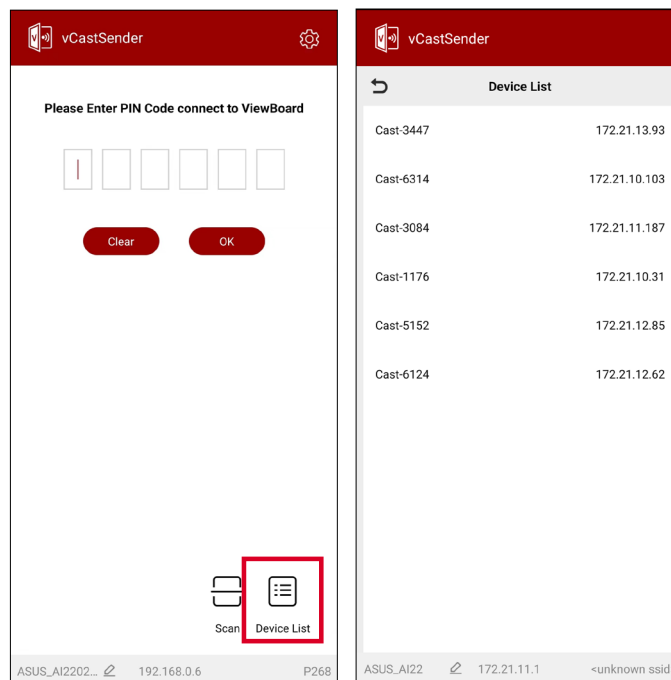 vCastSender
Please Enter PIN Code connect to ViewBoard
Clear OK
Scan Device List
ASUS_AI2202... 192.168.0.6 P268
vCastSender
Device List
Cast-3447 172.21.13.93
Cast-6314 172.21.10.103
Cast-3084 172.21.11.187
Cast-1176 172.21.10.31
Cast-5152 172.21.12.85
Cast-6124 172.21.12.62
ASUS_AI22 172.21.11.1 <unknown ssid